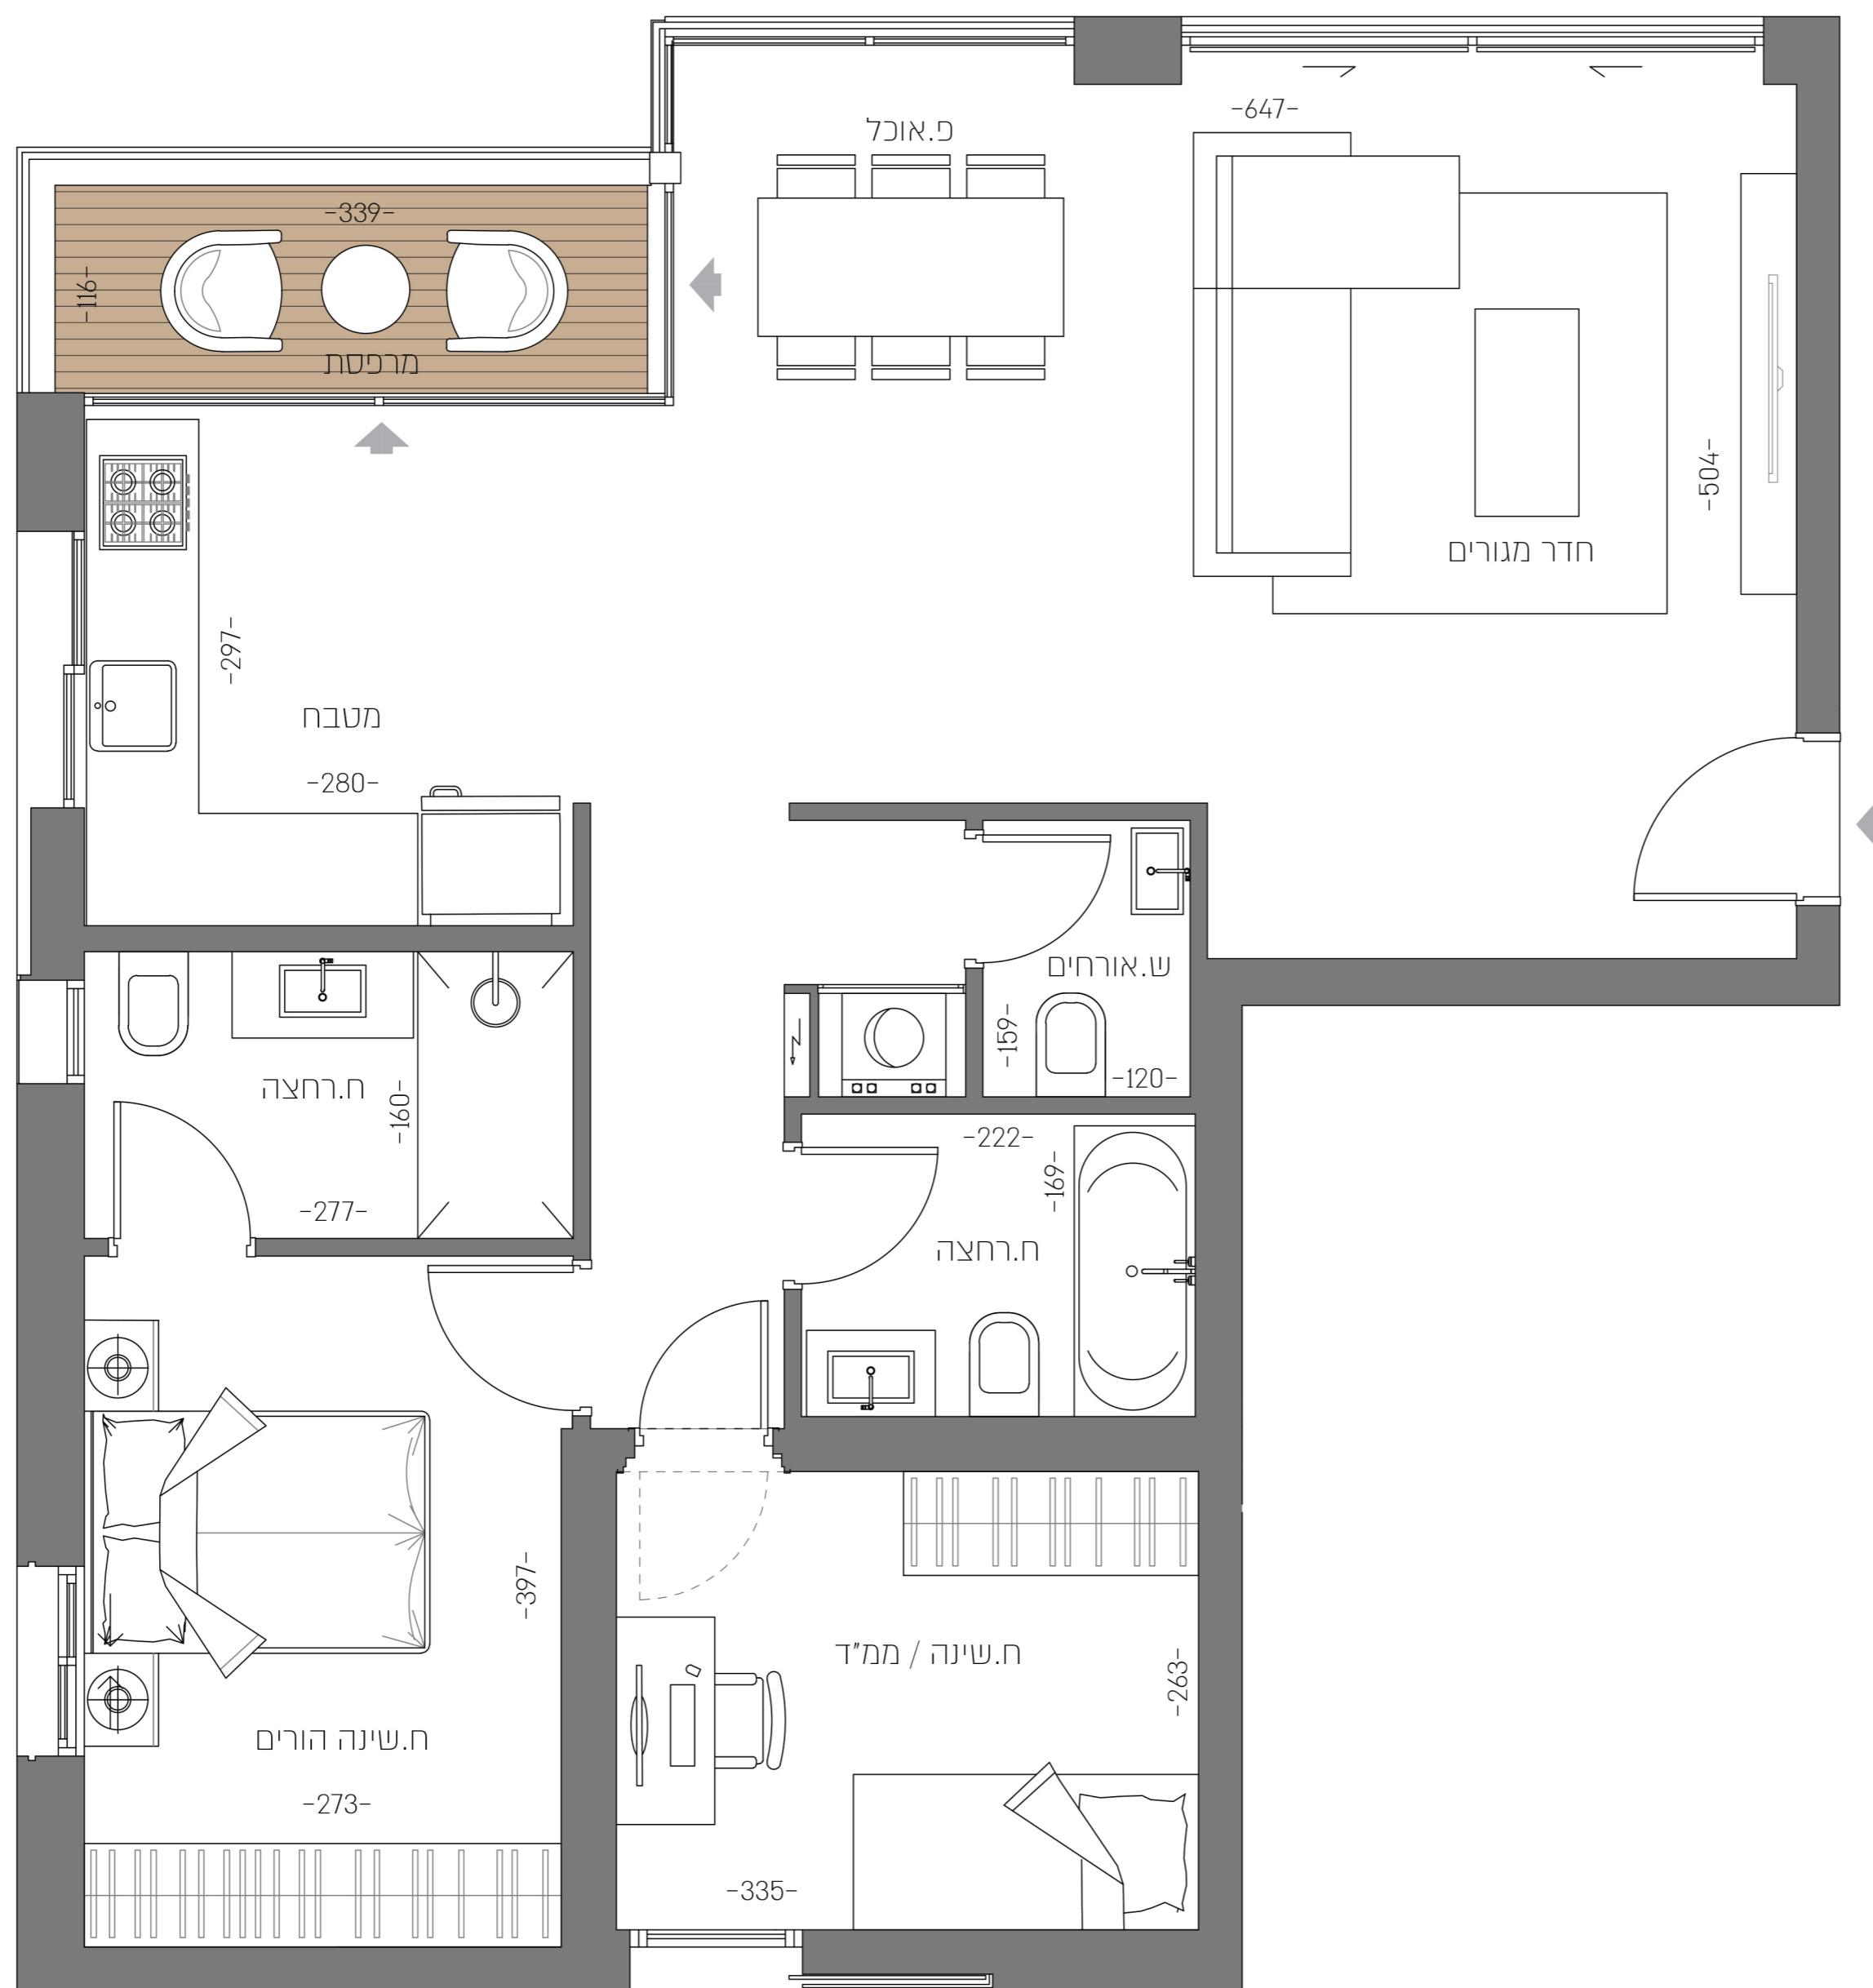 -647-
פ.אוכל
-339-
-116-
מרפסת
-504-
חדר מגורים
-297-
מטבח
-280-
ש.אורחים
-159-
-120-
ח.רחצה
-160-
-277-
-222-
-169-
ח.רחצה
-397-
ח.שינה / ממ"ד
-263-
ח.שינה הורים
-273-
-335-